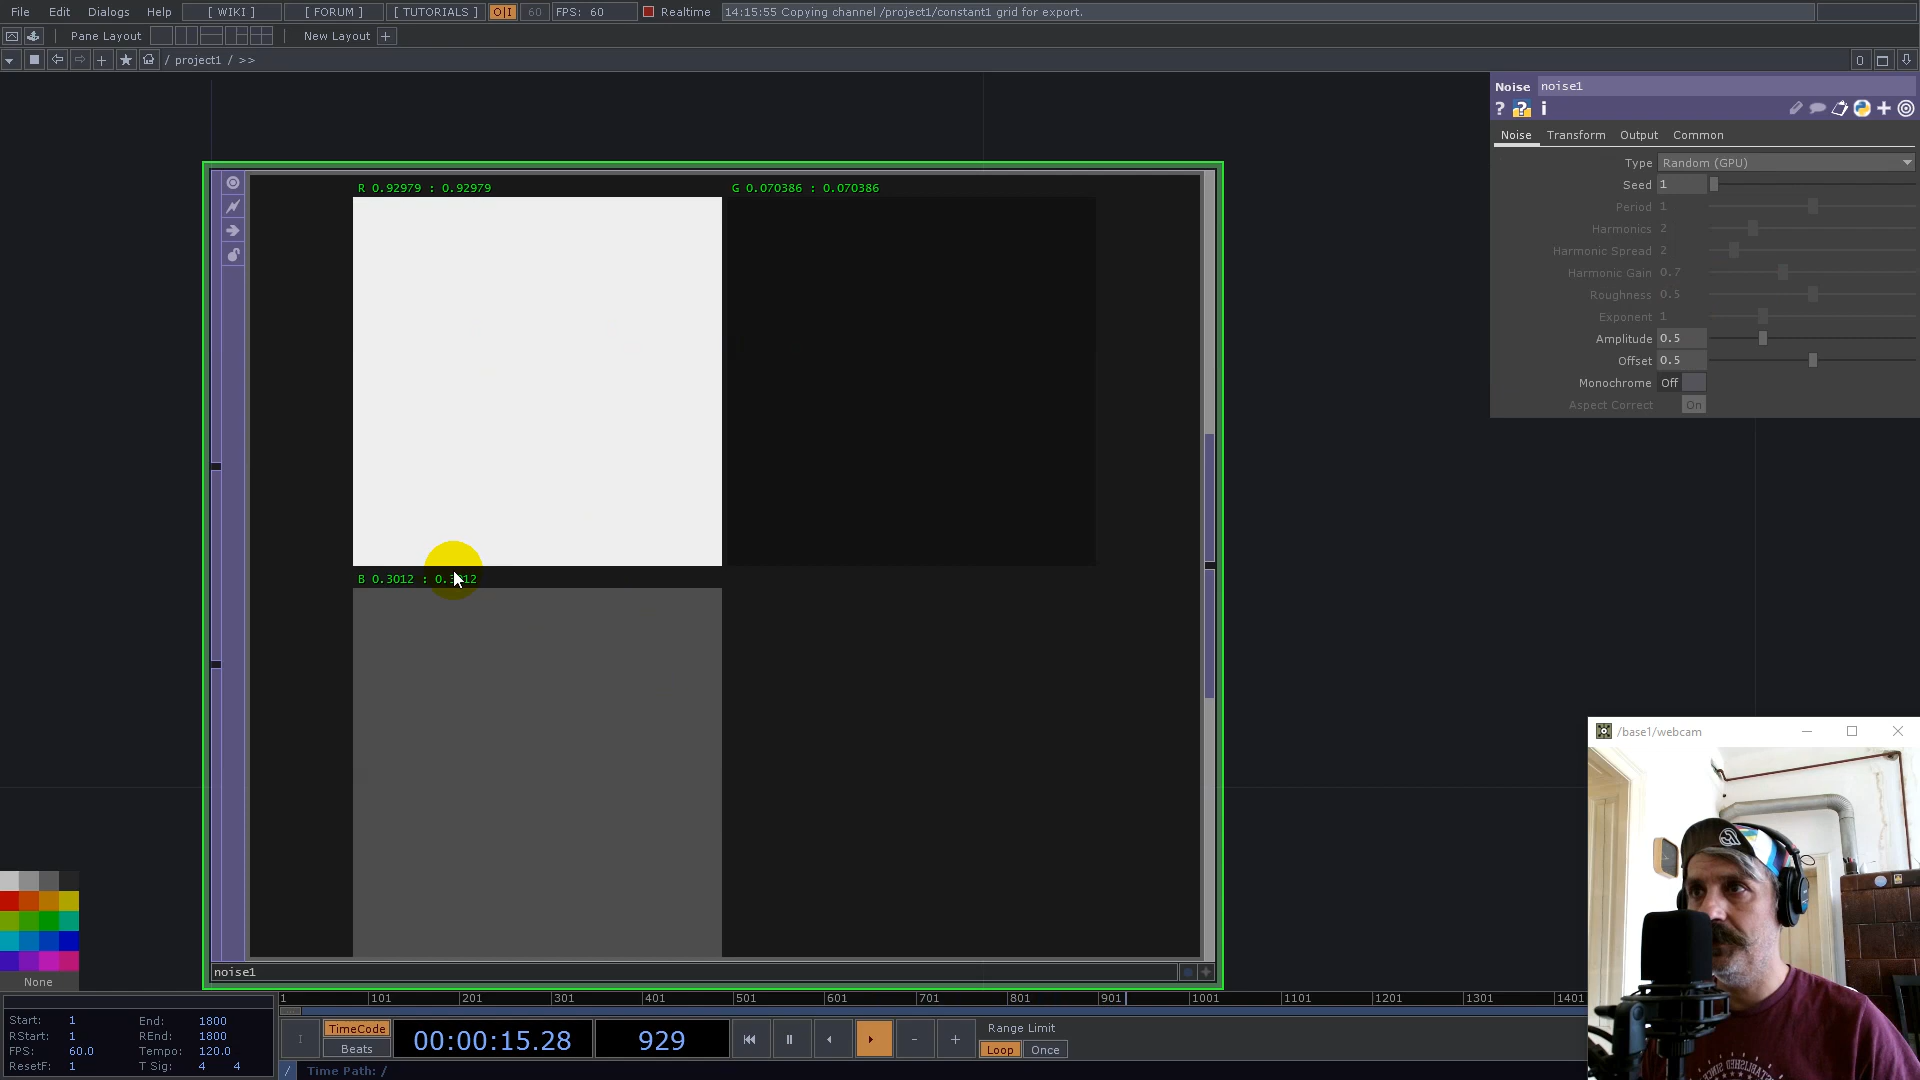 File Edit Dialogs Help [ WIKI ] [ FORUM ] [ TUTORIALS ] O|I 60 FPS: 60 Realtime 14:15:55 Copying channel /project1/constant1 grid for export.
Pane Layout New Layout +
/ project1 / >> 0
Noise noise1
? ? i
Noise Transform Output Common
Type Random (GPU)
Seed 1
Period 1
Harmonics 2
Harmonic Spread 2
Harmonic Gain 0.7
Roughness 0.5
Exponent 1
Amplitude 0.5
Offset 0.5
Monochrome Off
Aspect Correct On
R 0.92979 : 0.92979
G 0.070386 : 0.070386
B 0.3012 : 0.3012
noise1
/base1/webcam
None
1 101 201 301 401 501 601 701 801 901 1001 1101 1201 1301 1401
Start: 1 End: 1800
RStart: 1 REnd: 1800
FPS: 60.0 Tempo: 120.0
ResetF: 1 T Sig: 4 4
TimeCode
Beats
00:00:15.28
929
- +
Range Limit
Loop Once
/ Time Path: /